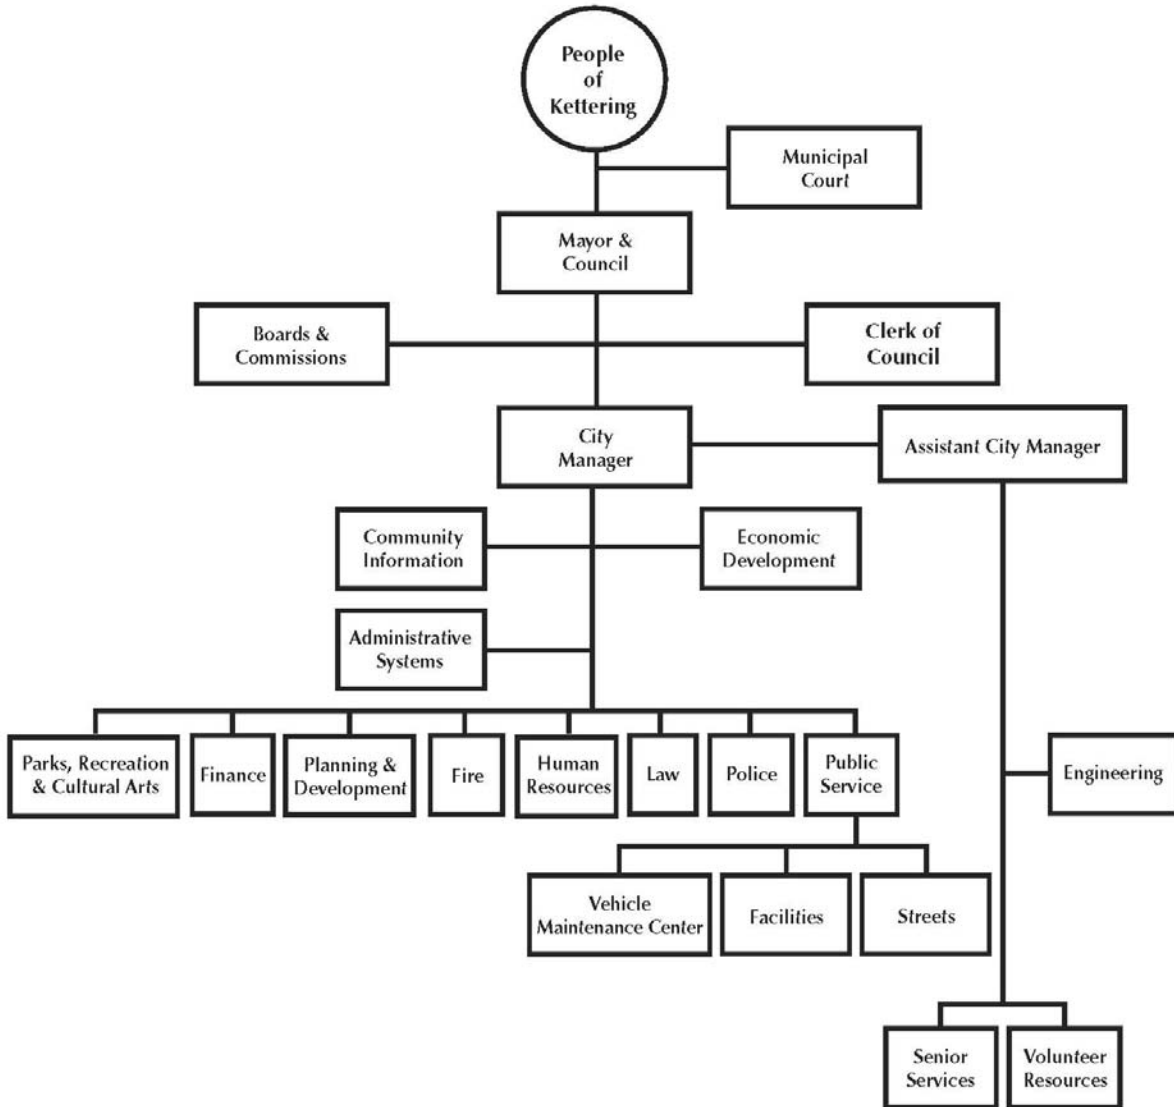 People
of
Kettering
Municipal
Court
Mayor &
Council
Boards &
Commissions
Clerk of
Council
City
Manager
Assistant City Manager
Community
Information
Economic
Development
Administrative
Systems
Parks, Recreation
& Cultural Arts
Finance
Planning &
Development
Fire
Human
Resources
Law
Police
Public
Service
Engineering
Vehicle
Maintenance Center
Facilities
Streets
Senior
Services
Volunteer
Resources